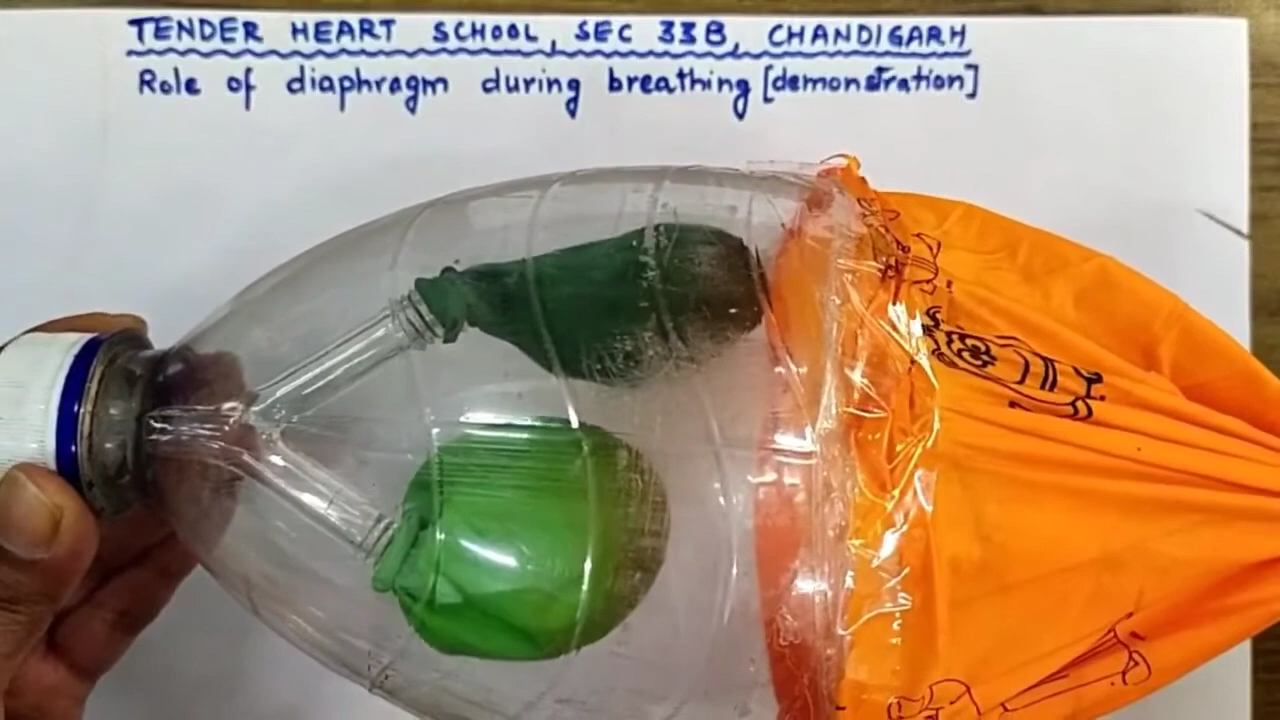 TENDER HEART SCHOOL, SEC 33B, CHANDIGARH
Role of diaphragm during breathing [demonstration]